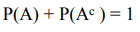 P(A) + P(Aᶜ ) = 1